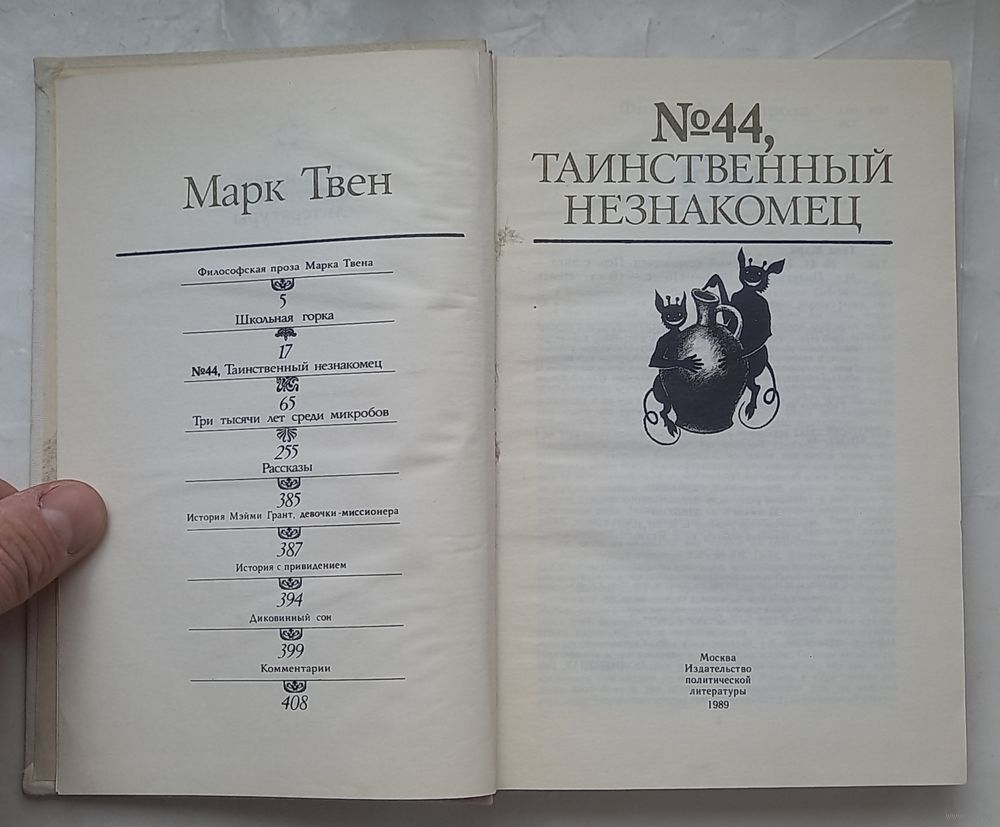 Марк Твен
Философская проза Марка Твена
5
Школьная горка
17
№44, Таинственный незнакомец
65
Три тысячи лет среди микробов
255
Рассказы
385
История Мэйми Грант, девочки-миссионера
387
История с привидением
394
Диковинный сон
399
Комментарии
408
№44,
ТАИНСТВЕННЫЙ
НЕЗНАКОМЕЦ
Москва
Издательство
политической
литературы
1989